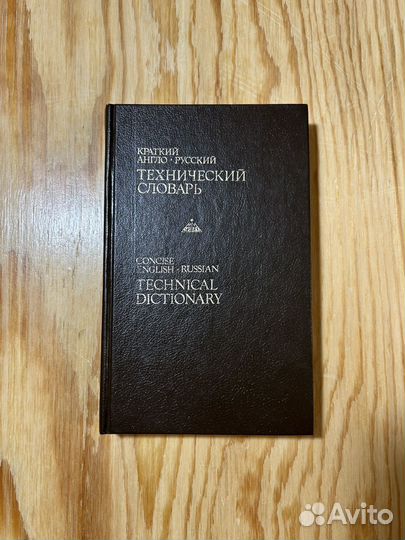 КРАТКИЙ
АНГЛО · РУССКИЙ
ТЕХНИЧЕСКИЙ
СЛОВАРЬ
CONCISE
ENGLISH · RUSSIAN
TECHNICAL
DICTIONARY
Avito